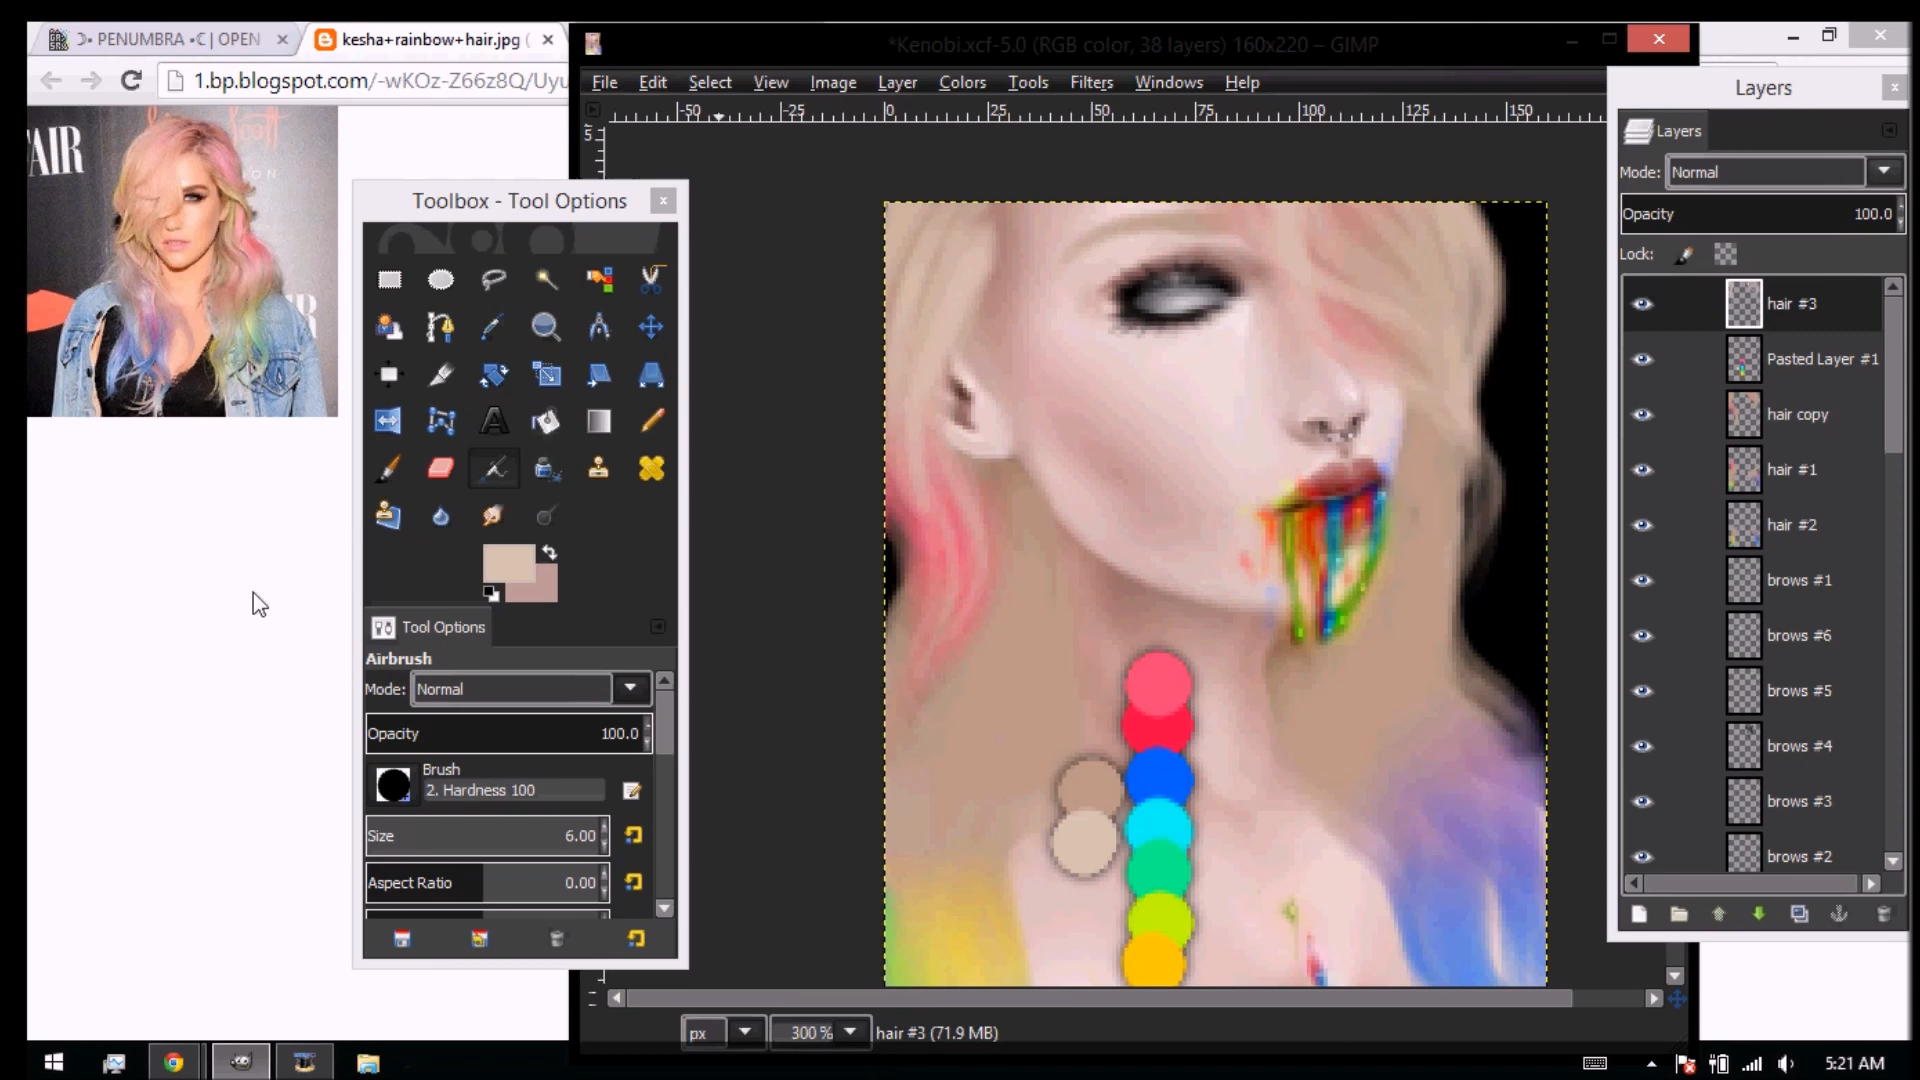 ☽• PENUMBRA •☾ | OPEN
kesha+rainbow+hair.jpg (
1.bp.blogspot.com/-wKOz-Z66z8Q/Uyu
AIR
Toolbox - Tool Options
Tool Options
Airbrush
Mode: Normal
Opacity 100.0
Brush
2. Hardness 100
Size 6.00
Aspect Ratio 0.00
*Kenobi.xcf-5.0 (RGB color, 38 layers) 160x220 – GIMP
File Edit Select View Image Layer Colors Tools Filters Windows Help
-50 -25 0 25 50 75 100 125 150
5
px 300 % hair #3 (71.9 MB)
Layers
Layers
Mode: Normal
Opacity 100.0
Lock:
hair #3
Pasted Layer #1
hair copy
hair #1
hair #2
brows #1
brows #6
brows #5
brows #4
brows #3
brows #2
5:21 AM